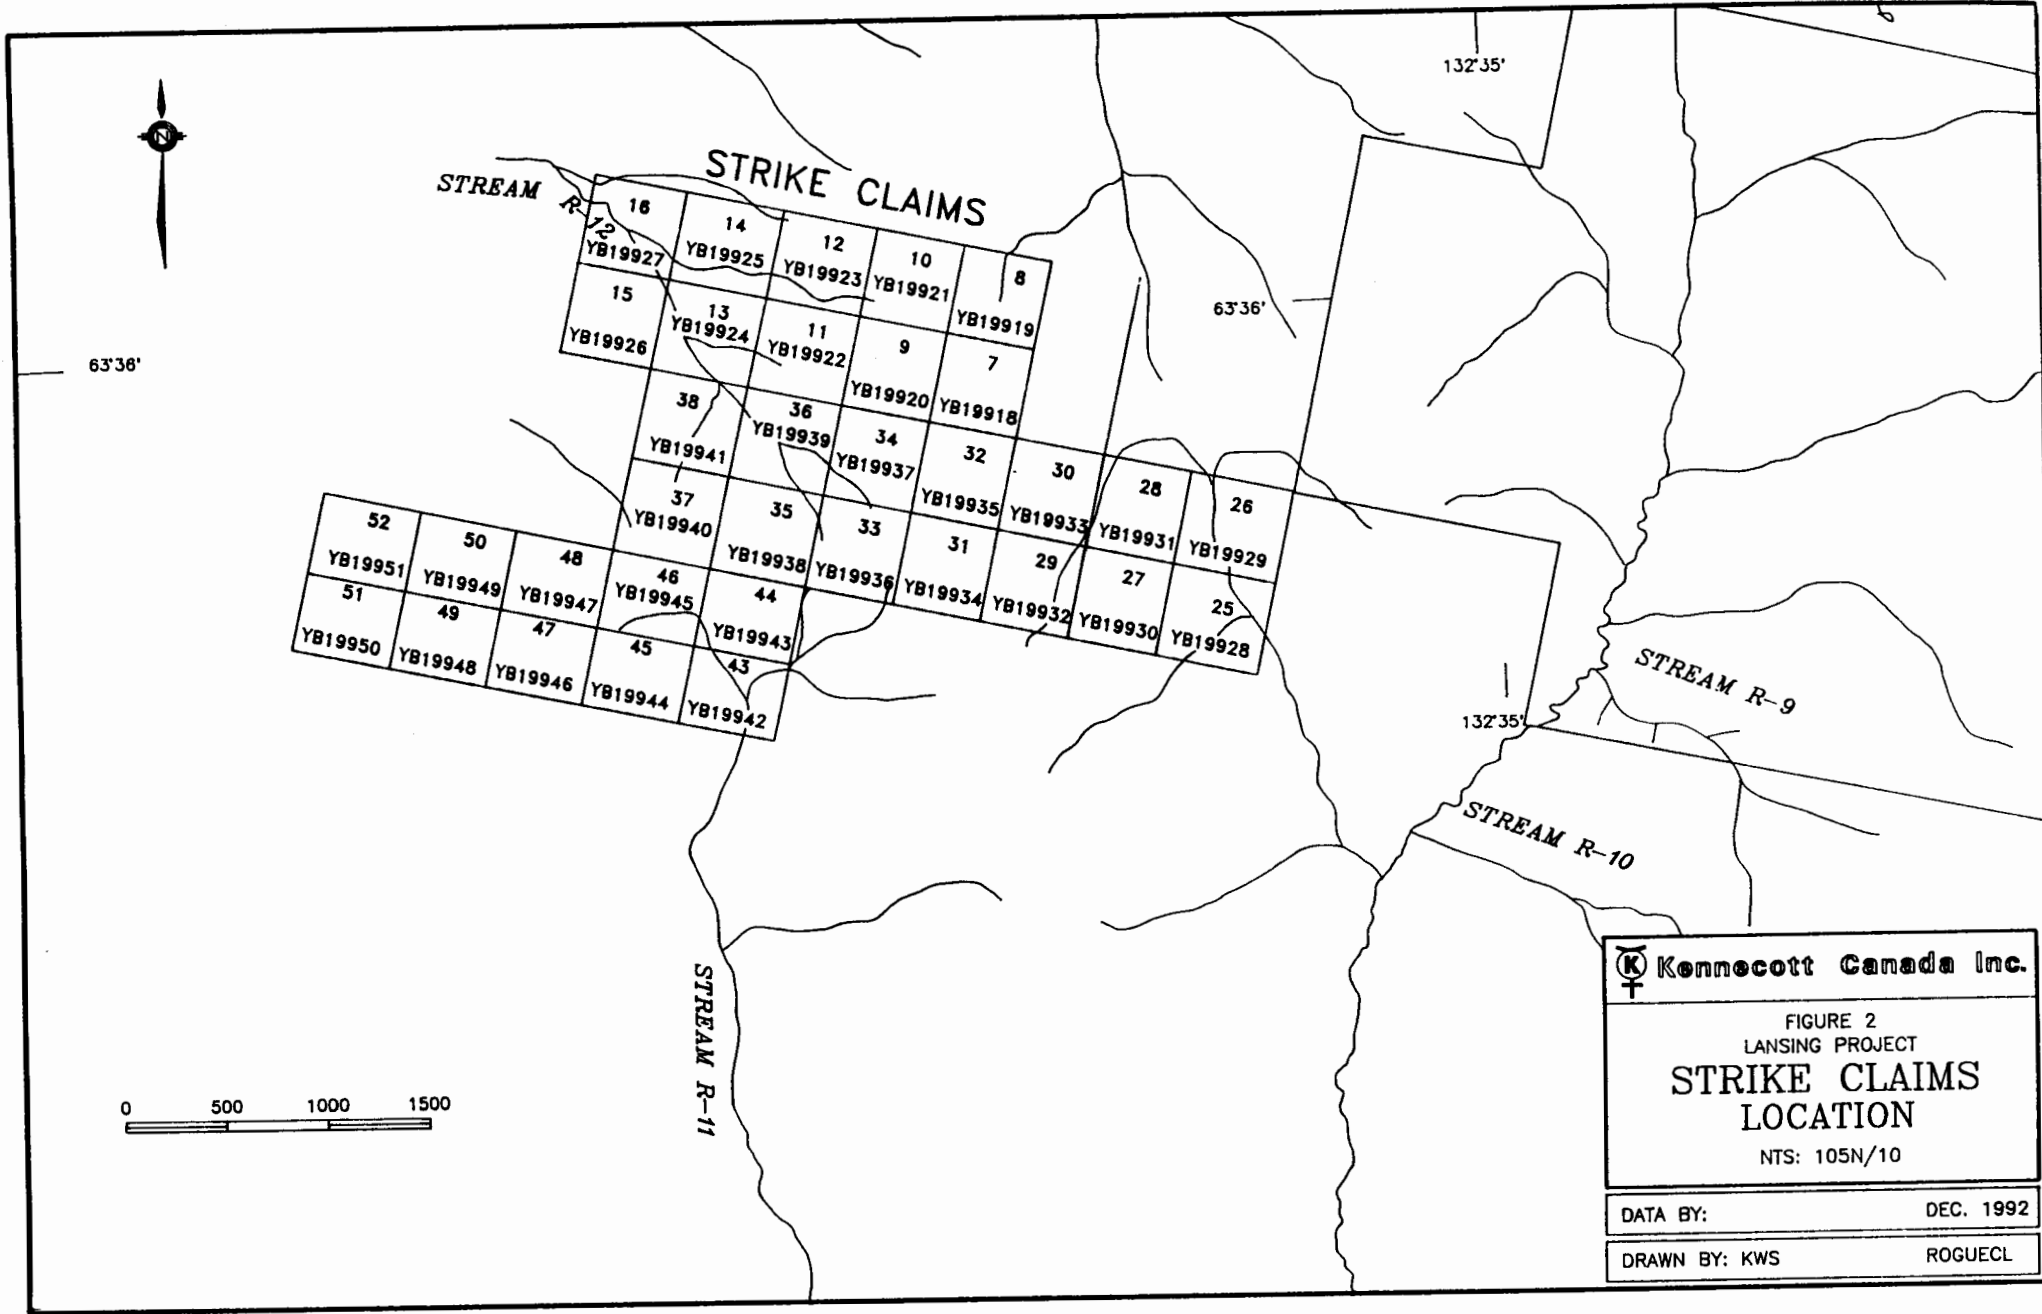 132°35'
N
STRIKE CLAIMS
STREAM R-12
16
YB19927
14
YB19925
12
YB19923
10
YB19921
8
YB19919
15
YB19926
13
YB19924
11
YB19922
9
YB19920
7
YB19918
63°36'
63°36'
38
YB19941
36
YB19939
34
YB19937
32
YB19935
30
YB19933
28
YB19931
26
YB19929
37
YB19940
35
YB19938
33
YB19936
31
YB19934
29
YB19932
27
YB19930
25
YB19928
52
YB19951
50
YB19949
48
YB19947
46
YB19945
44
YB19943
51
YB19950
49
YB19948
47
YB19946
45
YB19944
43
YB19942
STREAM R-9
132°35'
STREAM R-10
STREAM R-11
0 500 1000 1500
K Kennecott Canada Inc.
FIGURE 2
LANSING PROJECT
STRIKE CLAIMS
LOCATION
NTS: 105N/10
DATA BY: DEC. 1992
DRAWN BY: KWS ROGUECL